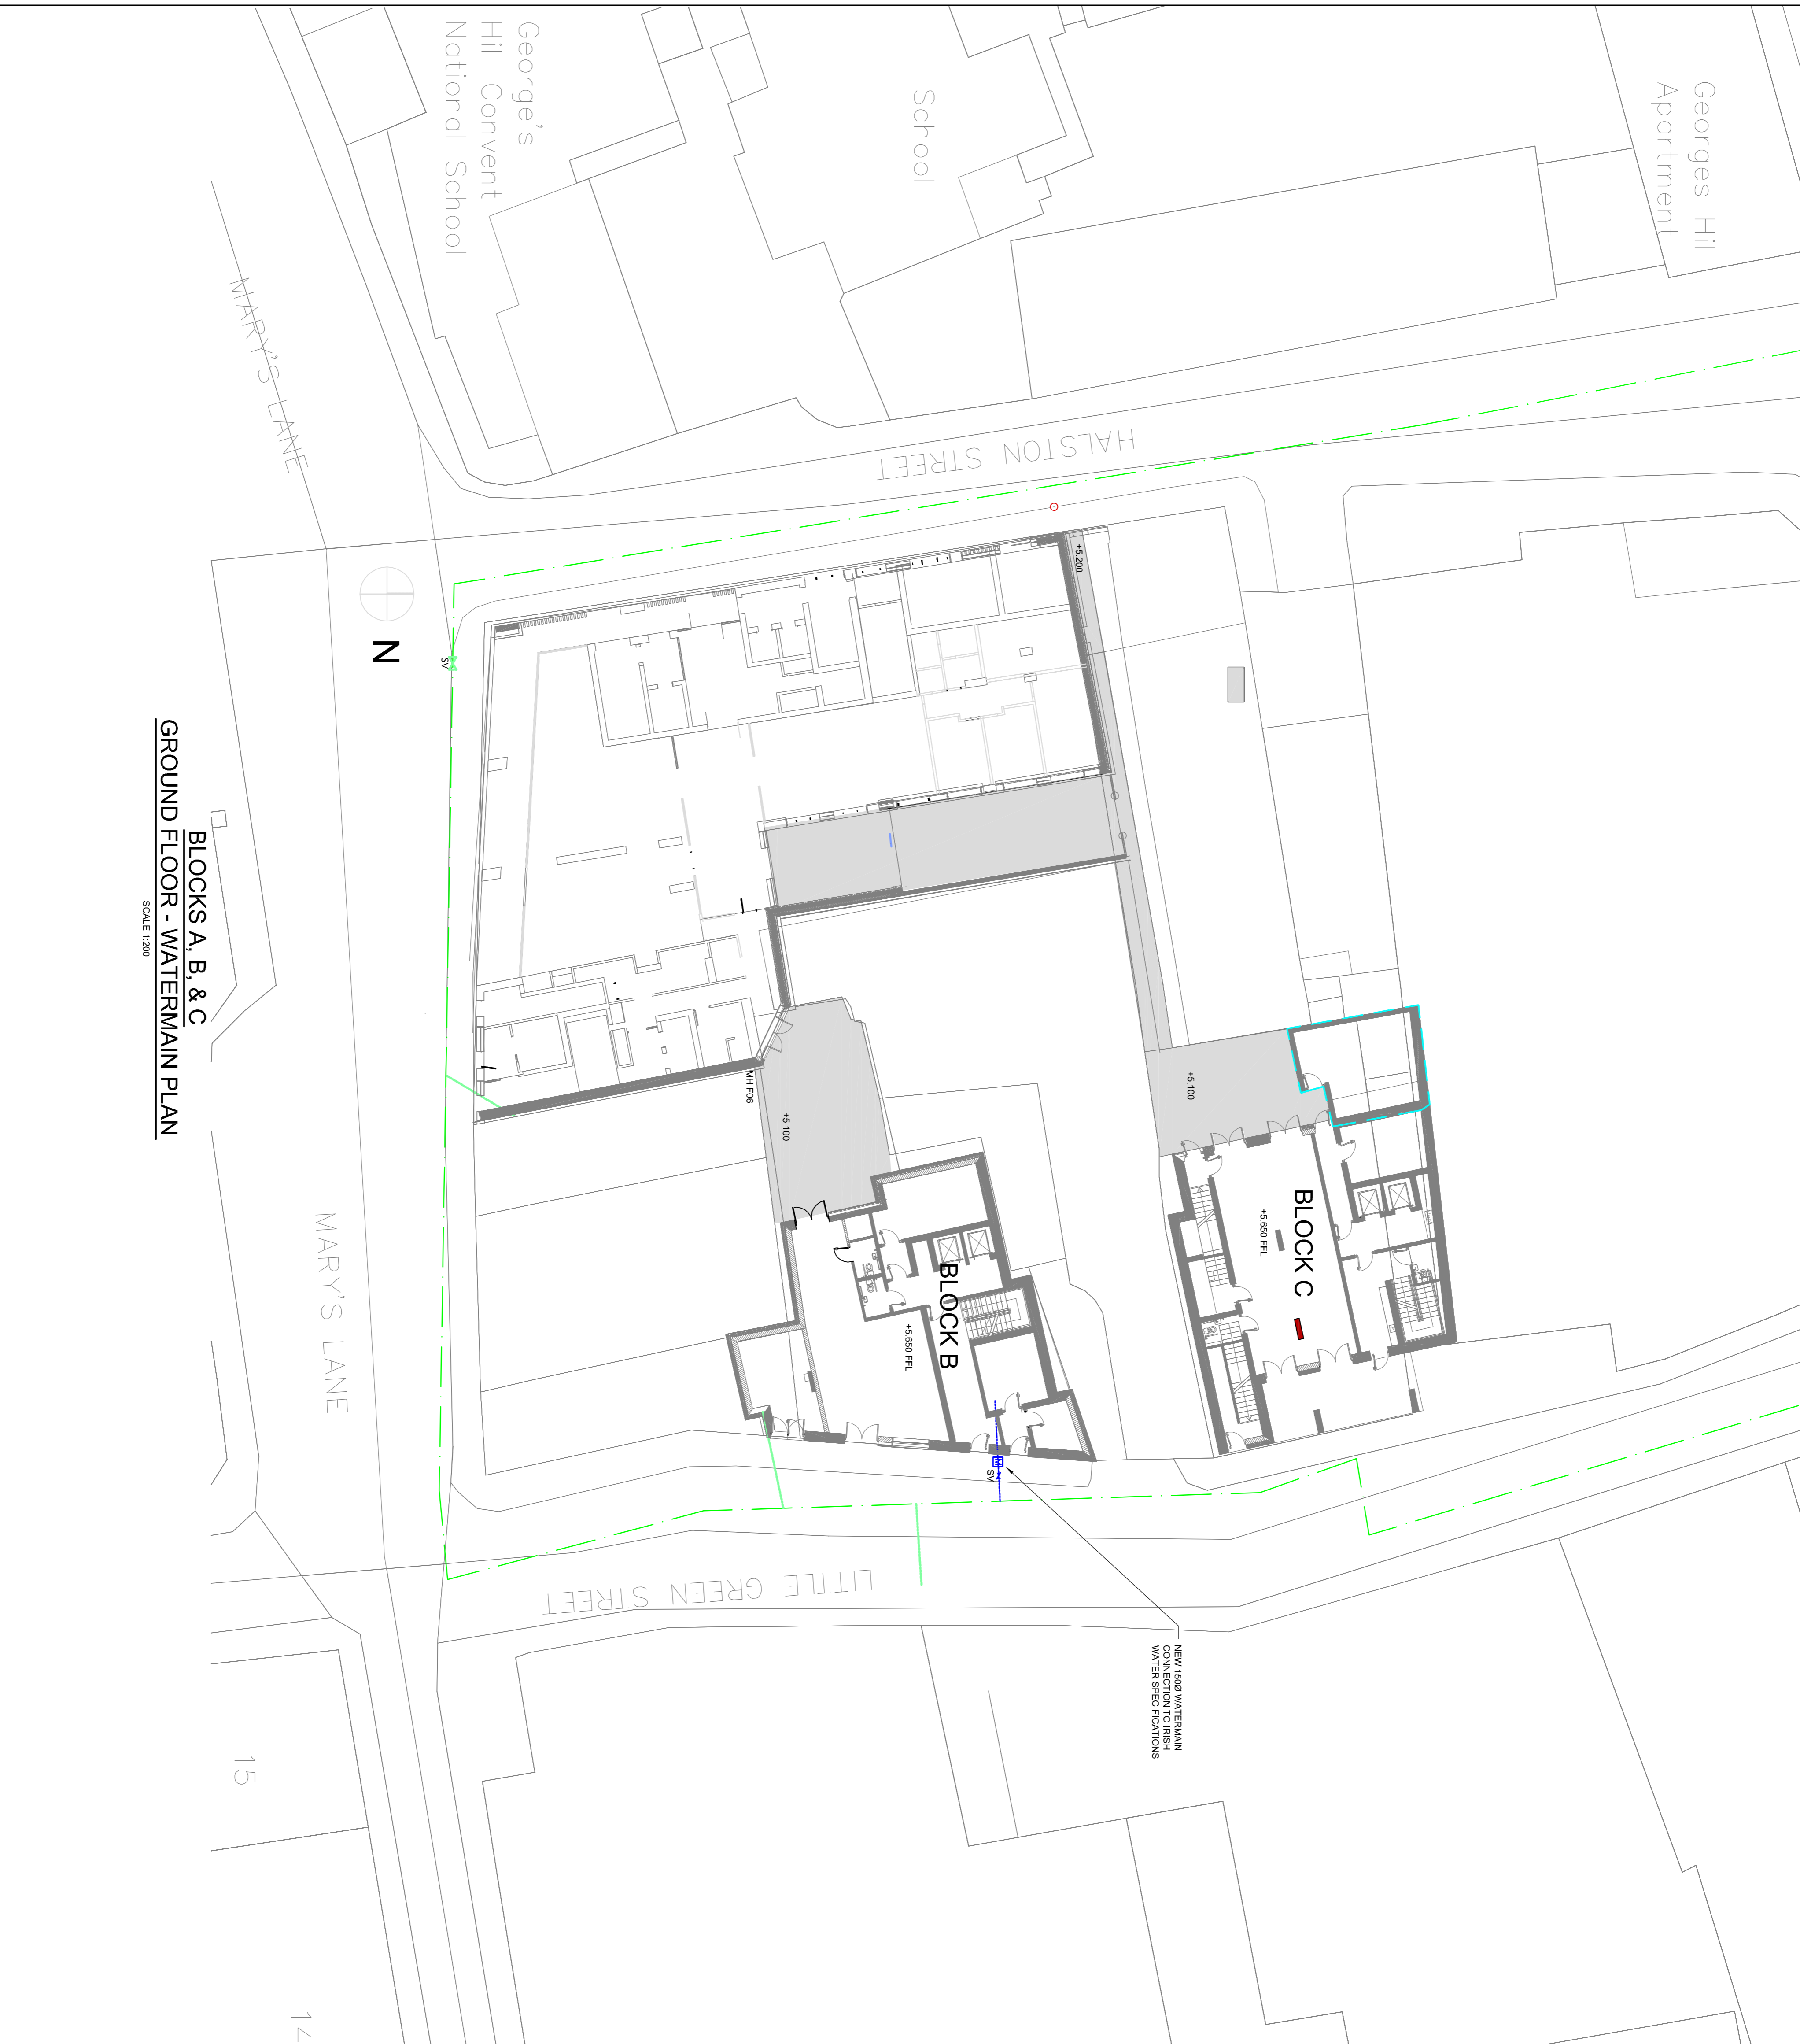 George's
Hill Convent
National School
School
Georges Hill
Apartment
MARY'S LANE
HALSTON STREET
+5.200
N
SV
MH F06
+5.100
+5.100
BLOCK C
+5.650 FFL
BLOCK B
+5.650 FFL
SV
MARY'S LANE
LITTLE GREEN STREET
NEW 150Ø WATERMAIN
CONNECTION TO IRISH
WATER SPECIFICATIONS
15
14
BLOCKS A, B, & C
GROUND FLOOR - WATERMAIN PLAN
SCALE 1:200